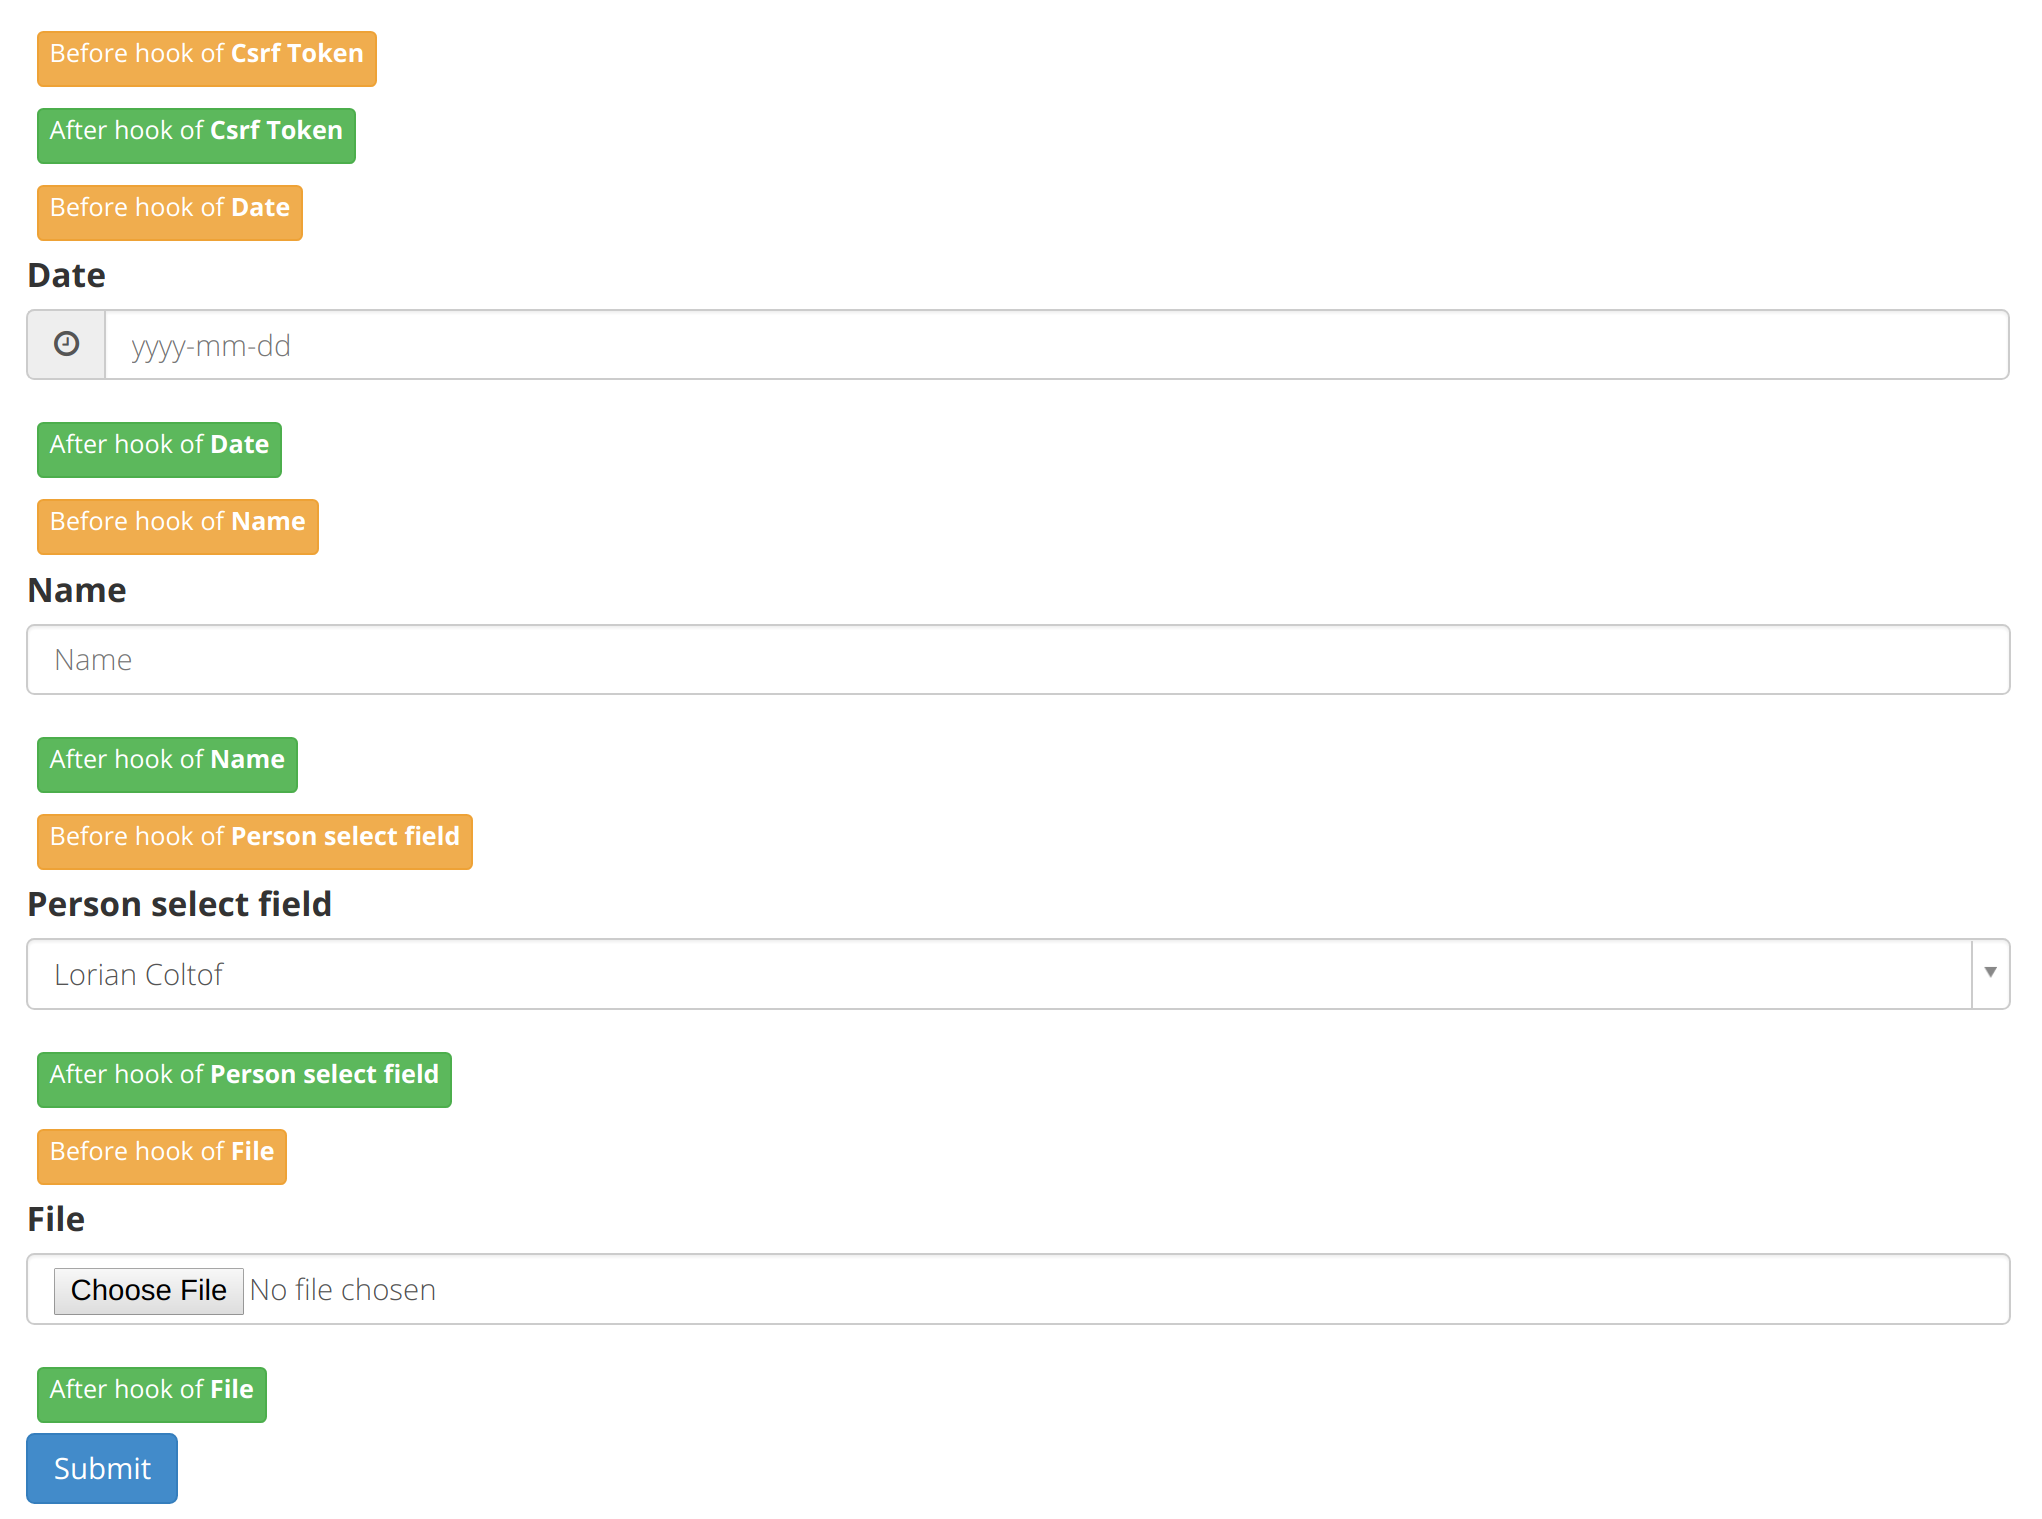 Before hook of Csrf Token
After hook of Csrf Token
Before hook of Date
Date
yyyy-mm-dd
After hook of Date
Before hook of Name
Name
Name
After hook of Name
Before hook of Person select field
Person select field
Lorian Coltof
After hook of Person select field
Before hook of File
File
Choose File No file chosen
After hook of File
Submit